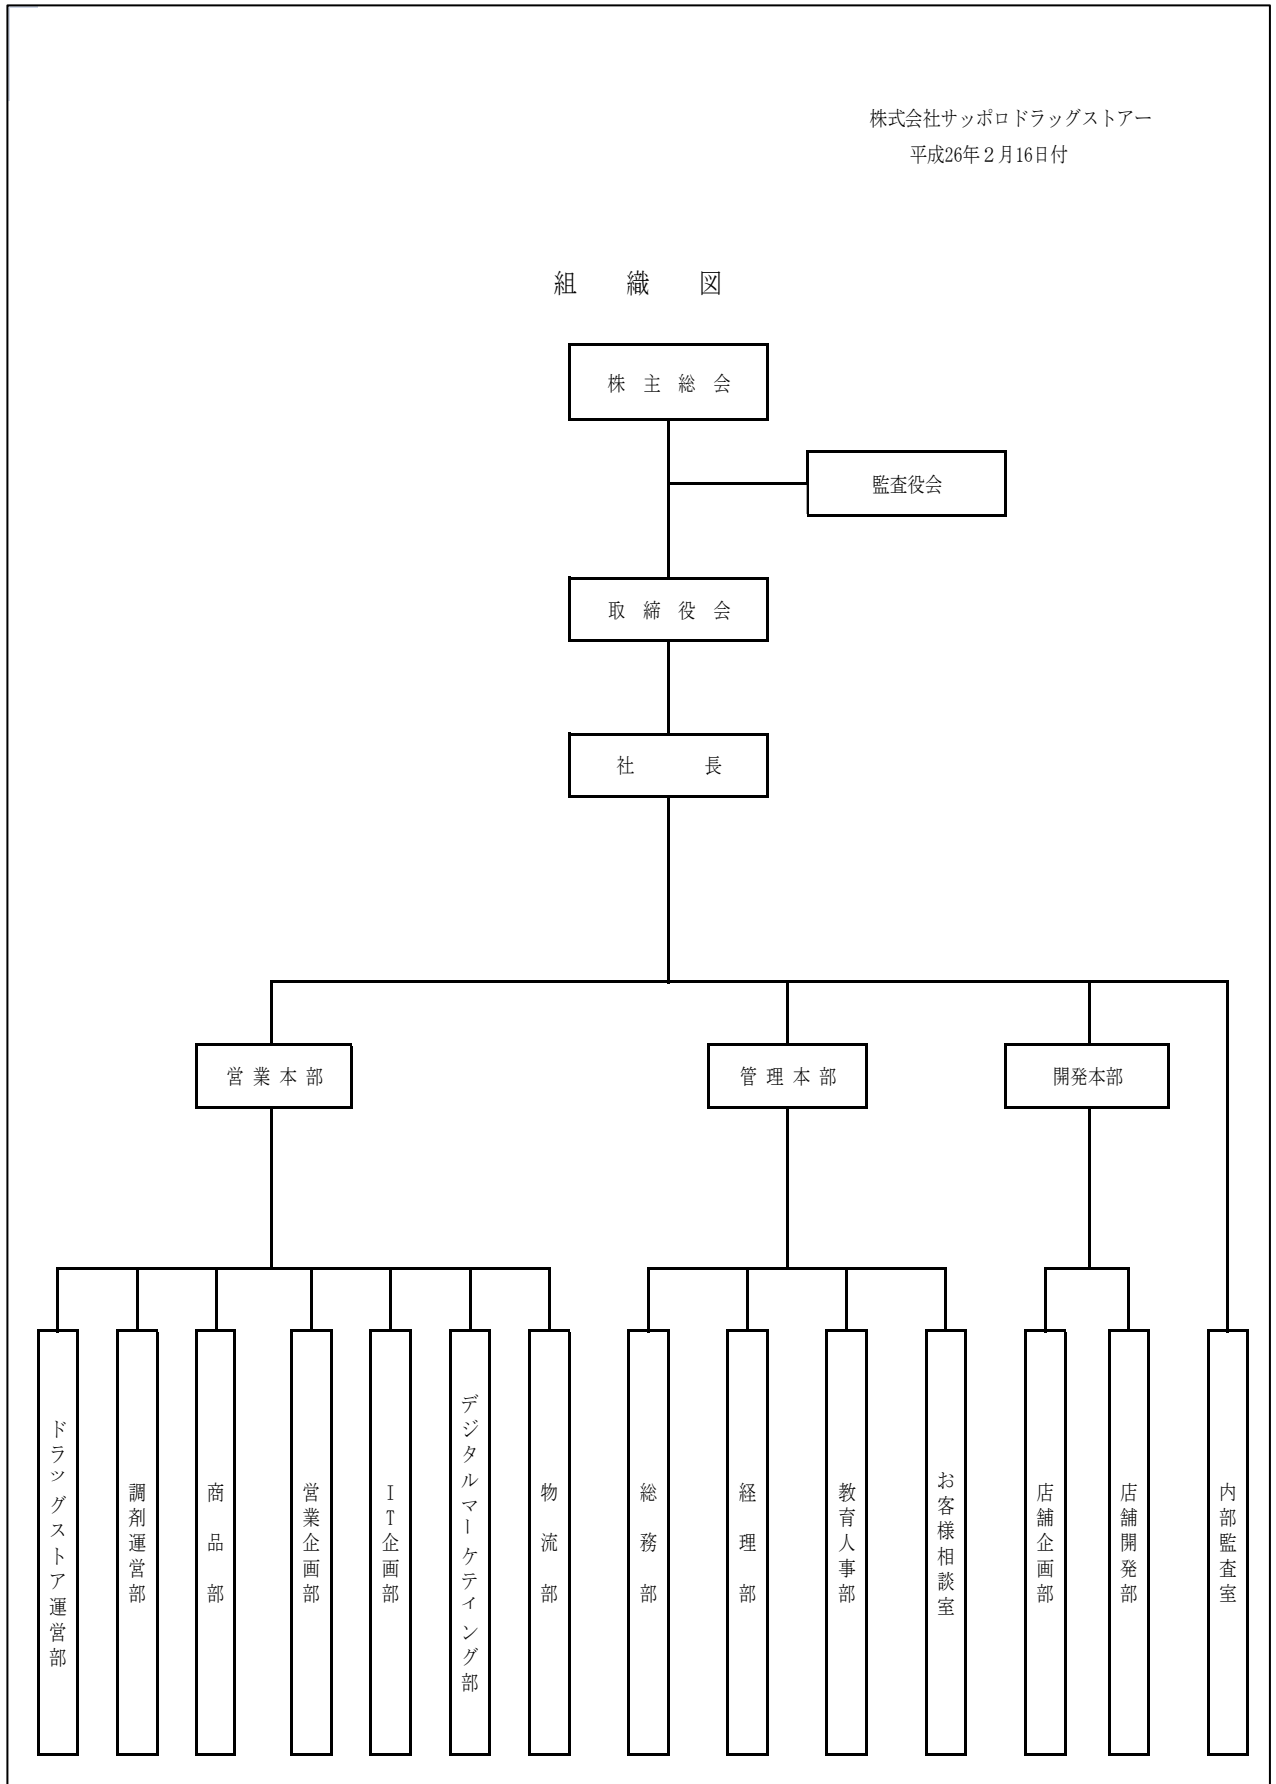 株式会社サッポロドラッグストアー
平成26年２月16日付
組　織　図
株　主　総　会
監査役会
取　締　役　会
社　　　長
営 業 本 部
管 理 本 部
開発本部
ドラッグストア運営部
調剤運営部
商　品　部
営業企画部
ＩＴ企画部
デジタルマーケテイング部
物　流　部
総　務　部
経　理　部
教育人事部
お客様相談室
店舗企画部
店舗開発部
内部監査室